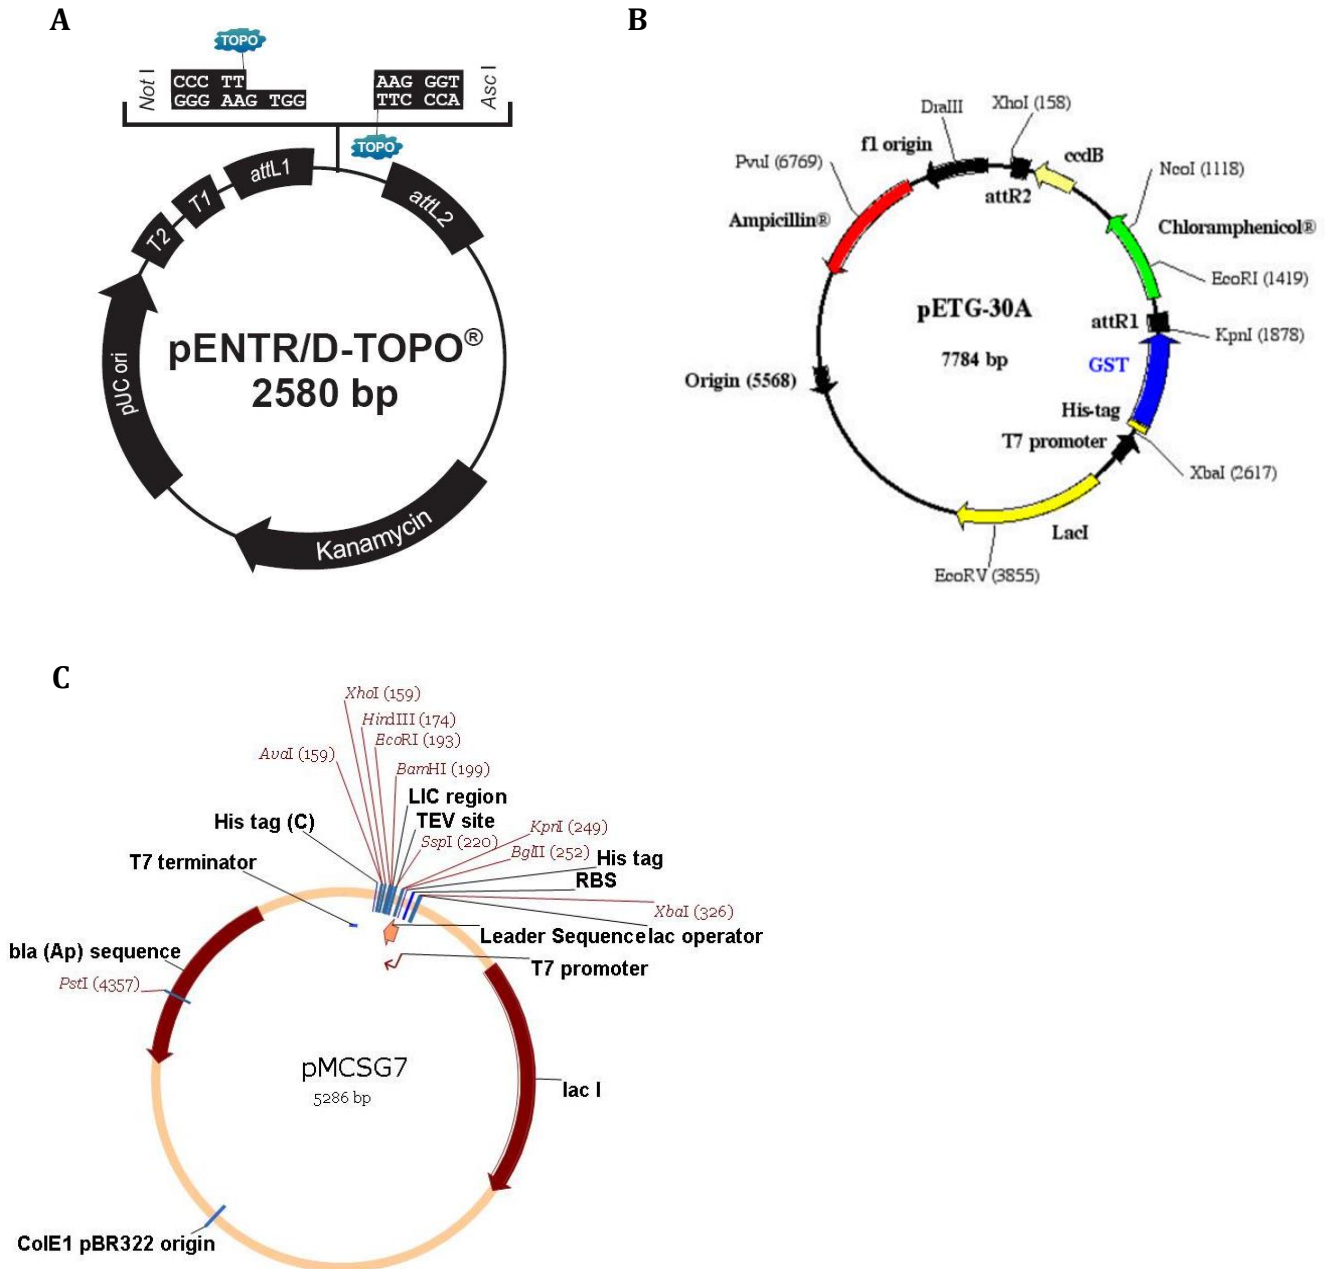 A
TOPO
Not I
CCC TT
GGG AAG TGG
AAG GGT
TTC CCA
Asc I
TOPO
attL1
attL2
T1
T2
pUC ori
pENTR/D-TOPO®
2580 bp
Kanamycin
B
DraIII
XhoI (158)
f1 origin
ccdB
PvuI (6769)
NcoI (1118)
attR2
Ampicillin®
Chloramphenicol®
EcoRI (1419)
pETG-30A
attR1
KpnI (1878)
7784 bp
GST
Origin (5568)
His-tag
T7 promoter
XbaI (2617)
LacI
EcoRV (3855)
C
XhoI (159)
HindIII (174)
EcoRI (193)
AvaI (159)
BamHI (199)
LIC region
His tag (C)
TEV site
KpnI (249)
SspI (220)
BglII (252)
His tag
T7 terminator
RBS
XbaI (326)
Leader Sequence
lac operator
bla (Ap) sequence
T7 promoter
PstI (4357)
pMCSG7
5286 bp
lac I
ColE1 pBR322 origin